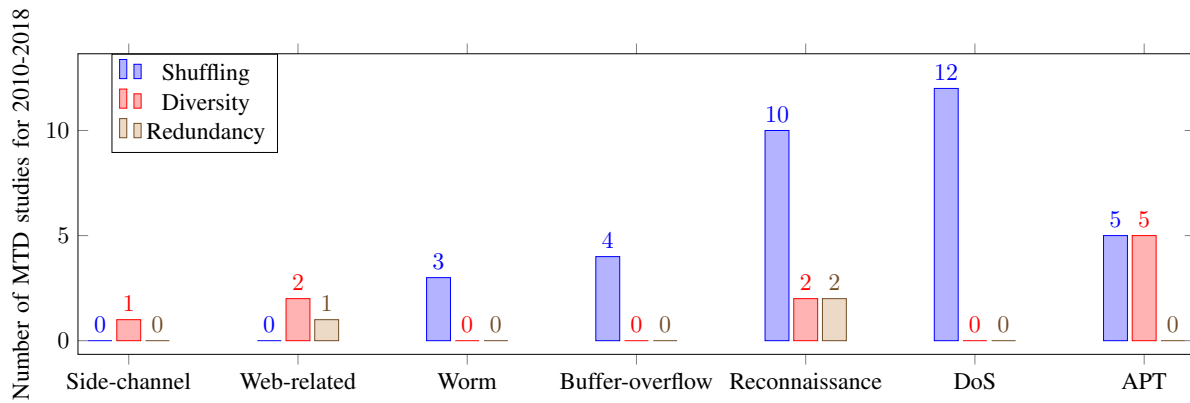 Number of MTD studies for 2010-2018
Shuffling
Diversity
Redundancy
10
5
0
0 1 0
0 2 1
3 0 0
4 0 0
10 2 2
12 0 0
5 5 0
Side-channel Web-related Worm Buffer-overflow Reconnaissance DoS APT